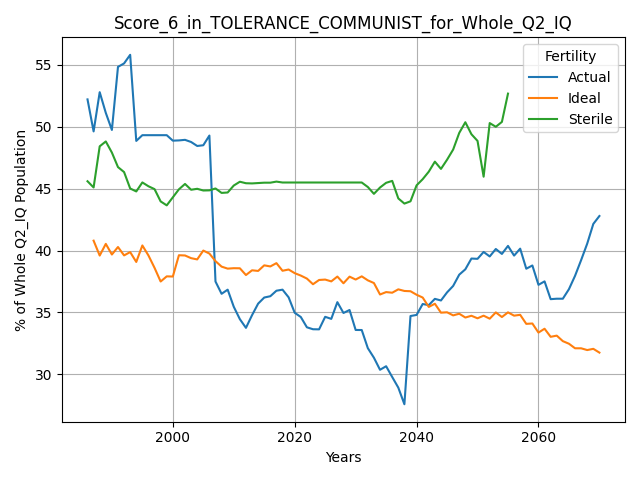 Score_6_in_TOLERANCE_COMMUNIST_for_Whole_Q2_IQ
Fertility
Actual
Ideal
Sterile
% of Whole Q2_IQ Population
55
50
45
40
35
30
2000
2020
2040
2060
Years